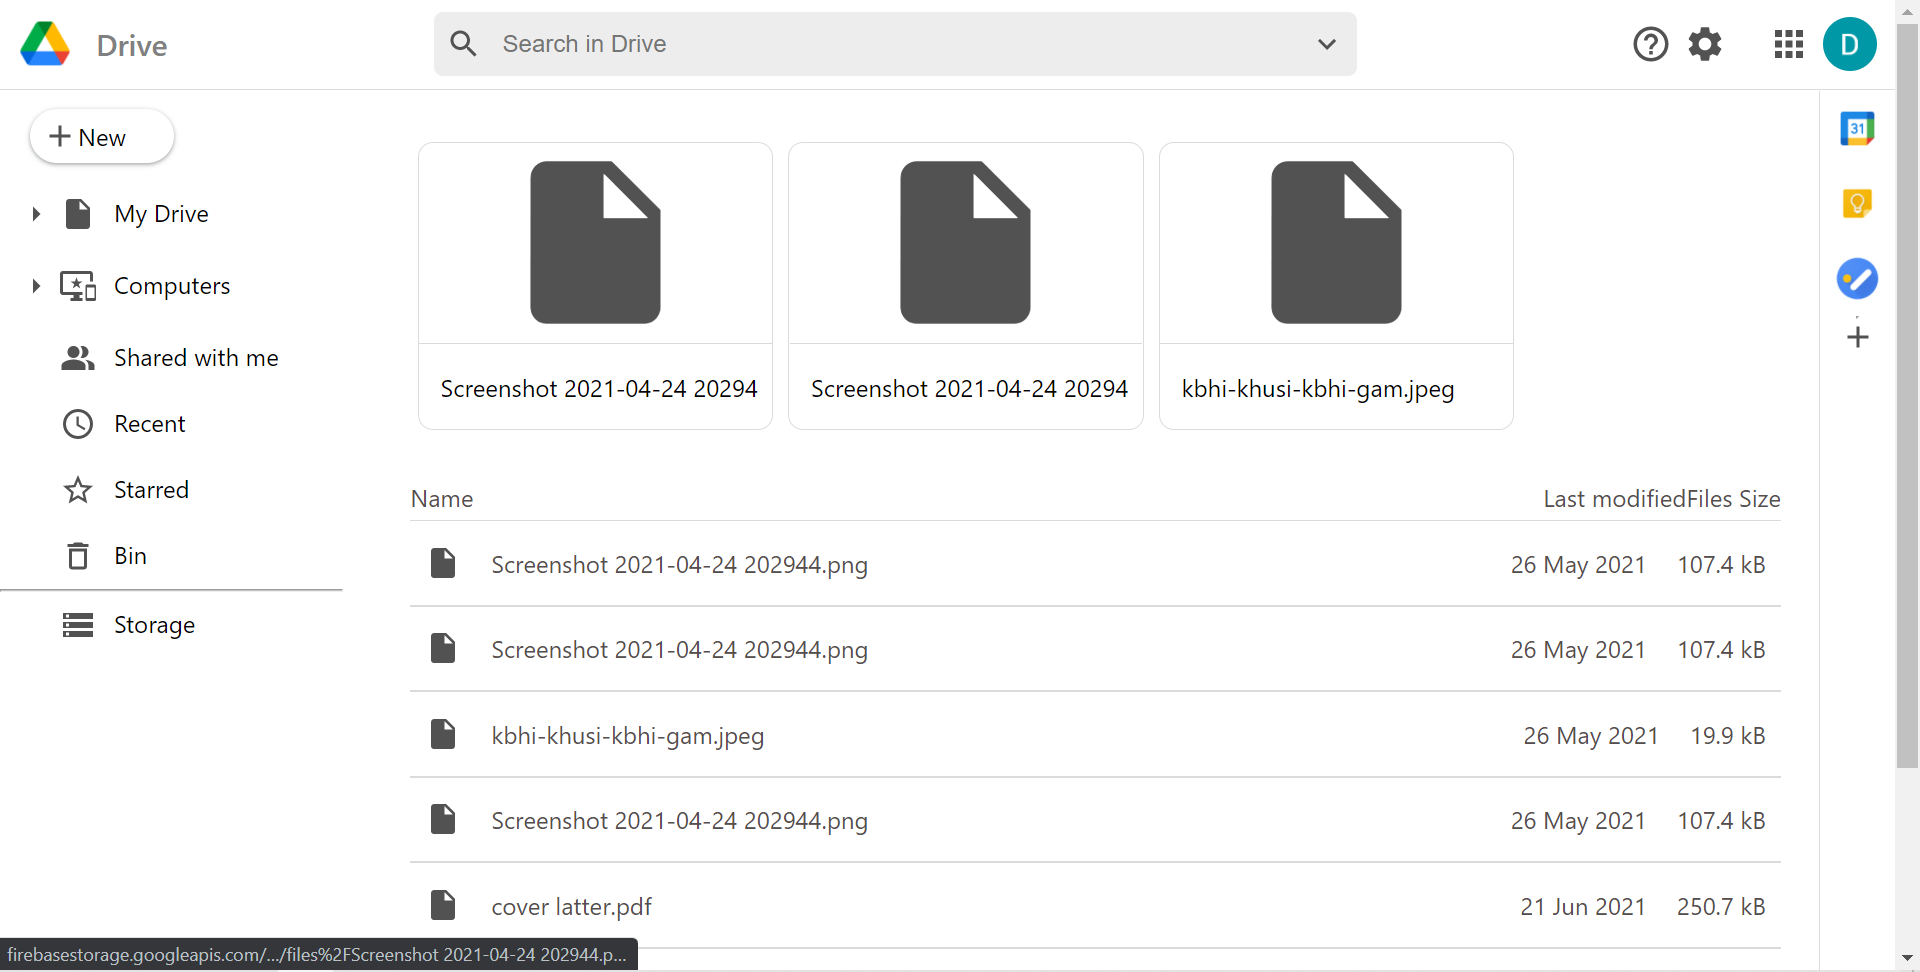 Drive
Search in Drive
D
New
My Drive
Computers
Shared with me
Recent
Starred
Bin
Storage
31
Screenshot 2021-04-24 20294
Screenshot 2021-04-24 20294
kbhi-khusi-kbhi-gam.jpeg
Name Last modifiedFiles Size
Screenshot 2021-04-24 202944.png 26 May 2021 107.4 kB
Screenshot 2021-04-24 202944.png 26 May 2021 107.4 kB
kbhi-khusi-kbhi-gam.jpeg 26 May 2021 19.9 kB
Screenshot 2021-04-24 202944.png 26 May 2021 107.4 kB
cover latter.pdf 21 Jun 2021 250.7 kB
firebasestorage.googleapis.com/.../files%2FScreenshot 2021-04-24 202944.p...